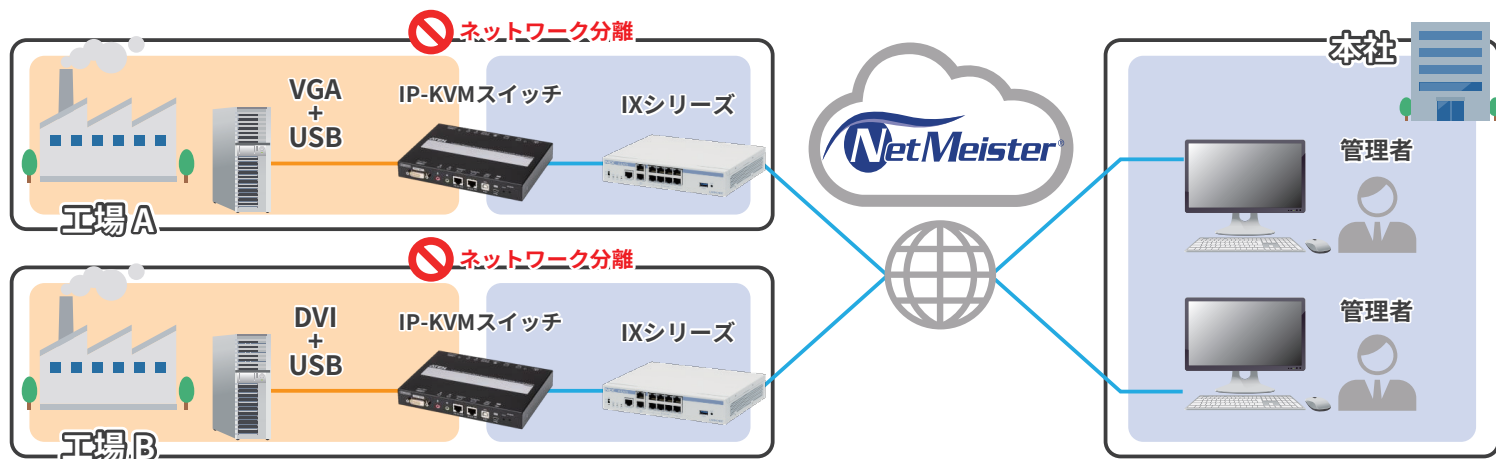 ネットワーク分離
VGA
+
USB
IP-KVMスイッチ
IXシリーズ
工場 A
ネットワーク分離
DVI
+
USB
IP-KVMスイッチ
IXシリーズ
工場 B
NetMeister®
本社
管理者
管理者